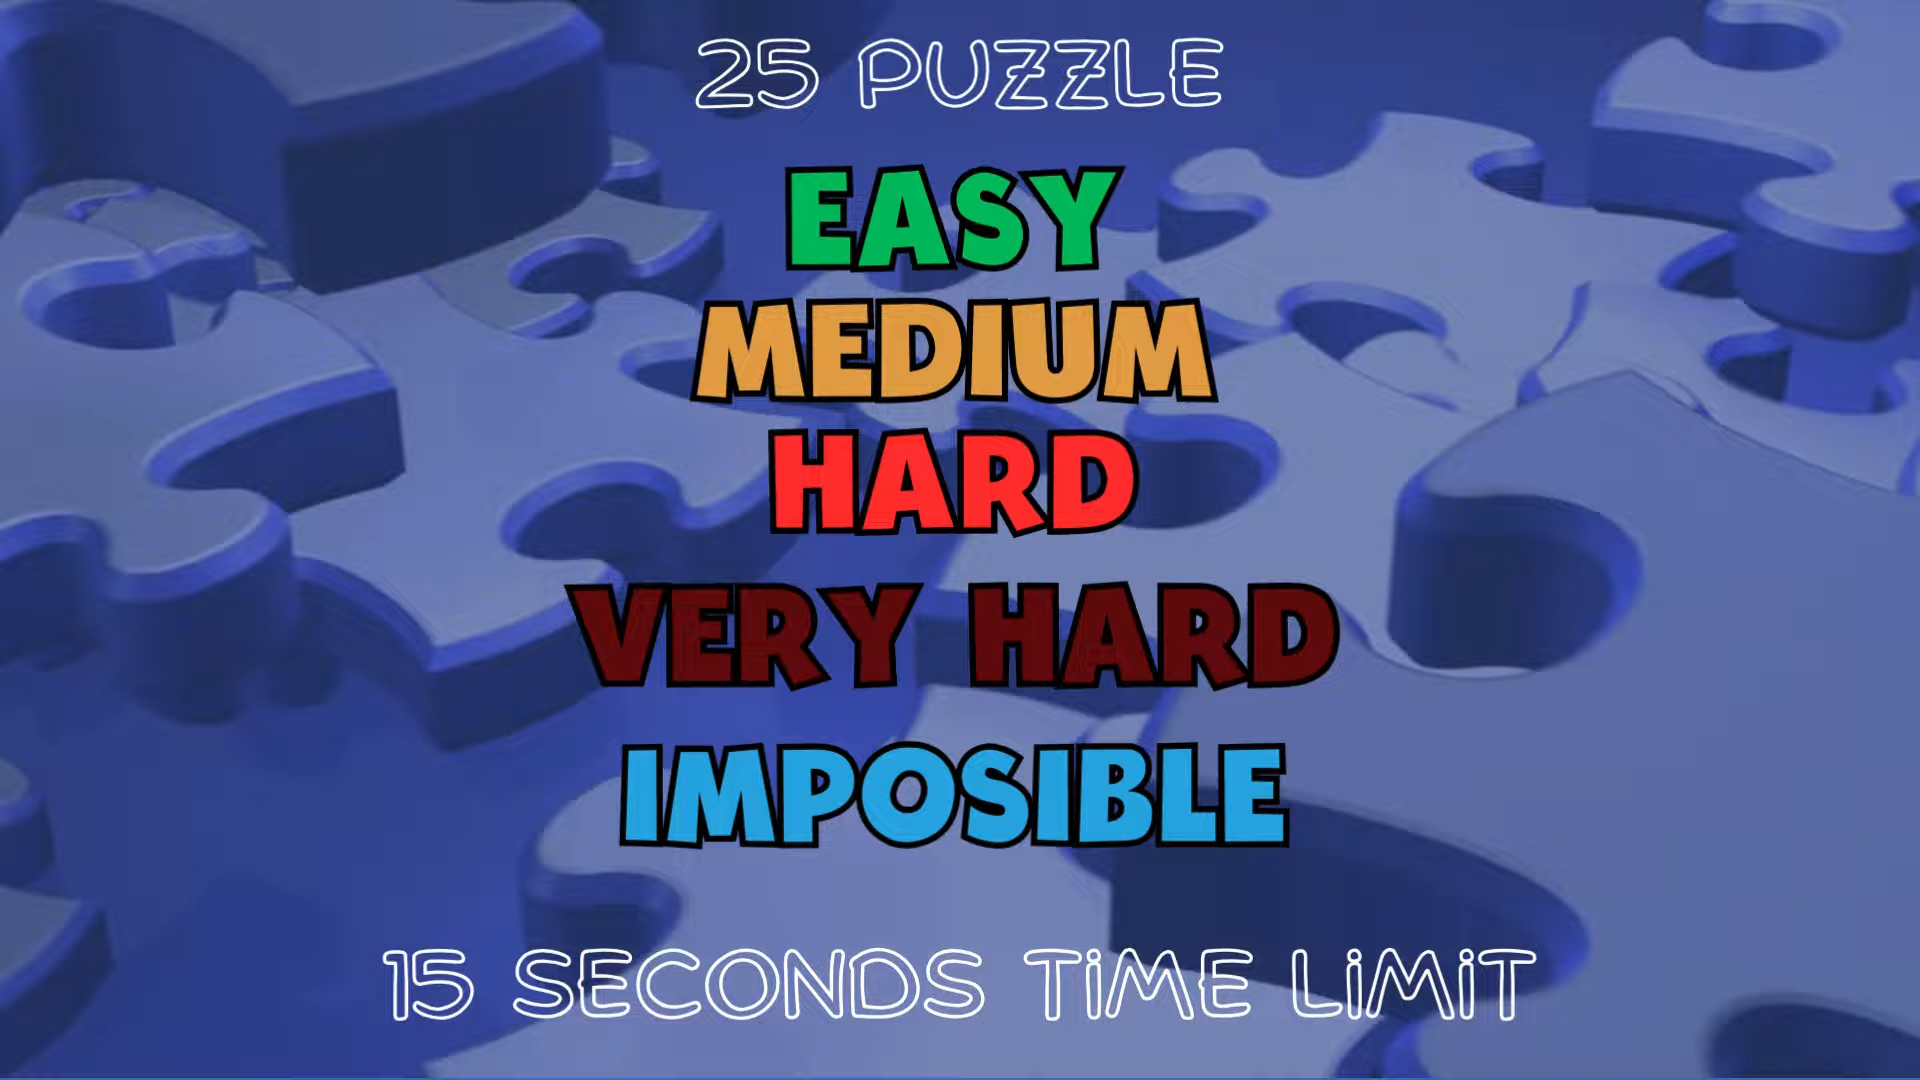 25 PUZZLE
EASY
MEDIUM
HARD
VERY HARD
IMPOSIBLE
15 SECONDS TIME LIMIT